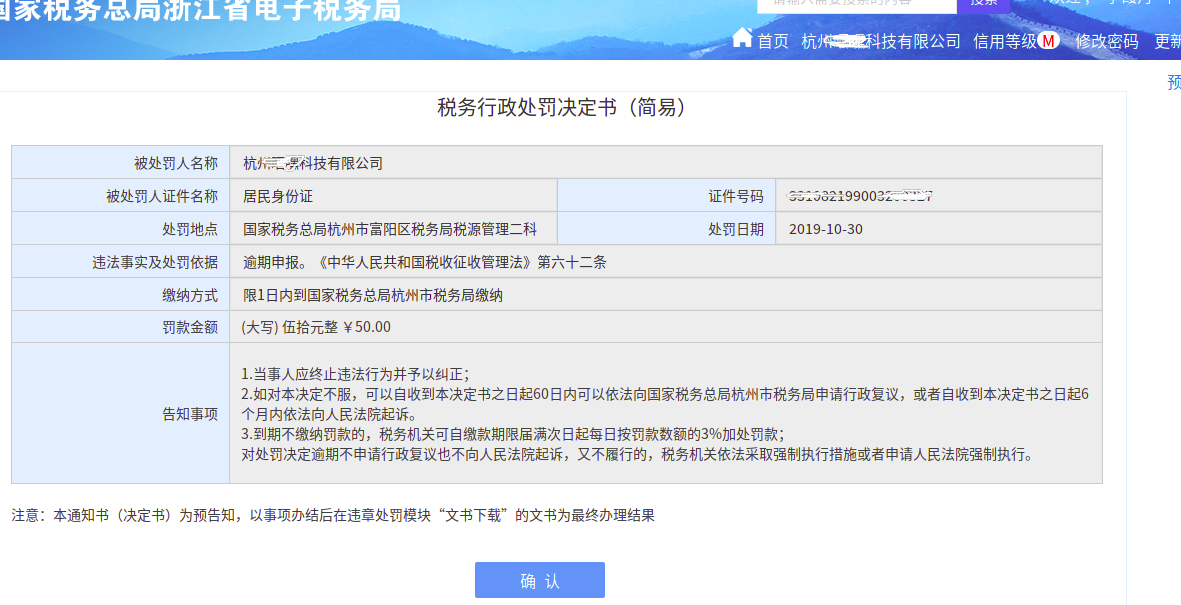 国家税务总局浙江省电子税务局
搜索
首页 杭州 科技有限公司 信用等级 M 修改密码 更新
预
税务行政处罚决定书（简易）
被处罚人名称 杭州 科技有限公司
被处罚人证件名称 居民身份证 证件号码
处罚地点 国家税务总局杭州市富阳区税务局税源管理二科 处罚日期 2019-10-30
违法事实及处罚依据 逾期申报。《中华人民共和国税收征收管理法》第六十二条
缴纳方式 限1日内到国家税务总局杭州市税务局缴纳
罚款金额 (大写) 伍拾元整 ￥50.00
告知事项
1.当事人应终止违法行为并予以纠正；
2.如对本决定不服，可以自收到本决定书之日起60日内可以依法向国家税务总局杭州市税务局申请行政复议，或者自收到本决定书之日起6
个月内依法向人民法院起诉。
3.到期不缴纳罚款的，税务机关可自缴款期限届满次日起每日按罚款数额的3%加处罚款；
对处罚决定逾期不申请行政复议也不向人民法院起诉，又不履行的，税务机关依法采取强制执行措施或者申请人民法院强制执行。
注意：本通知书（决定书）为预告知，以事项办结后在违章处罚模块“文书下载”的文书为最终办理结果
确 认